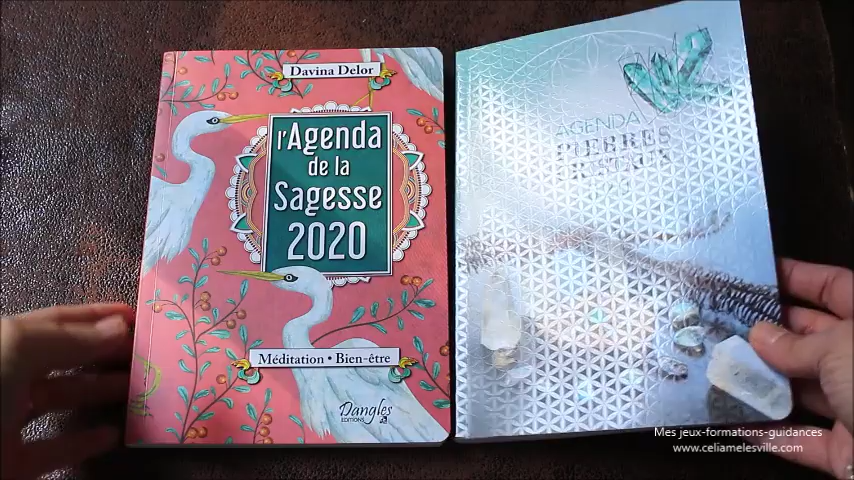 Davina Delor
l'Agenda
de la
Sagesse
2020
Méditation • Bien-être
Dangles
EDITIONS
AGENDA
PIERRES
CRISTAUX
Mes jeux-formations-guidances
www.celiamelesville.com